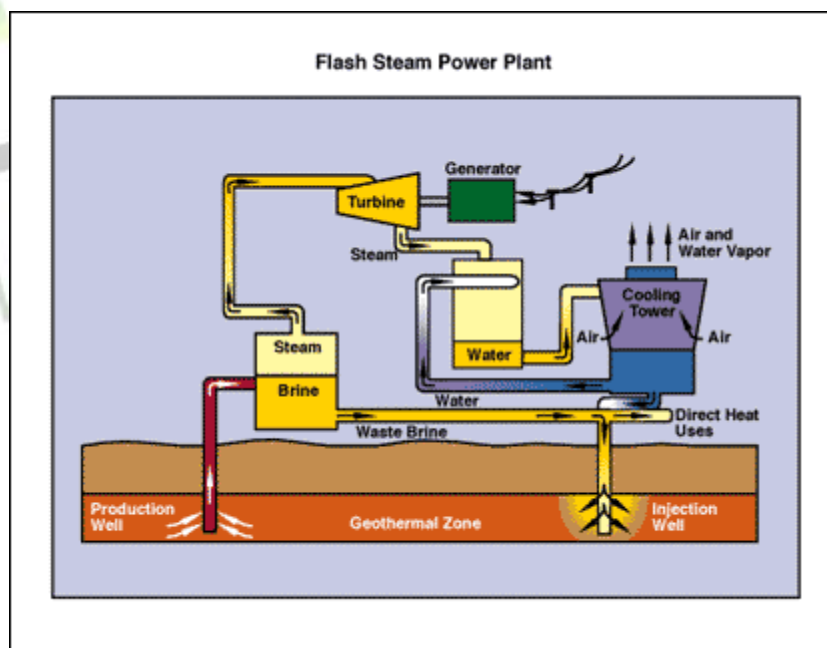 Flash Steam Power Plant
Generator
Turbine
Steam
Air and
Water Vapor
Cooling
Tower
Air
Air
Steam
Water
Brine
Water
Direct Heat
Uses
Waste Brine
Production
Well
Geothermal Zone
Injection
Well